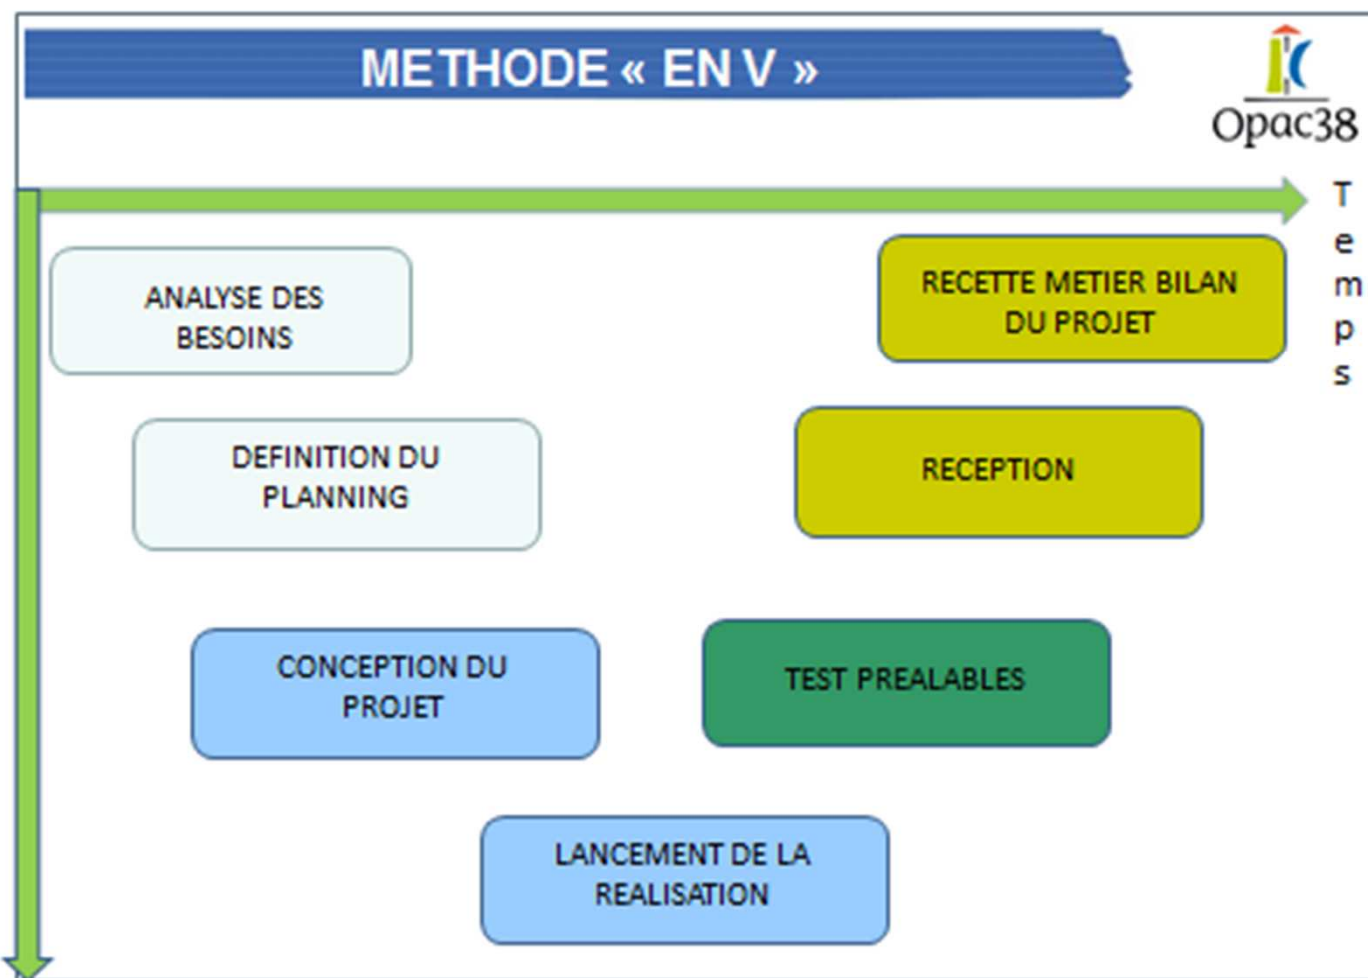 METHODE « EN V »
Opac38
Temps
ANALYSE DES
BESOINS
RECETTE METIER BILAN
DU PROJET
DEFINITION DU
PLANNING
RECEPTION
CONCEPTION DU
PROJET
TEST PREALABLES
LANCEMENT DE LA
REALISATION